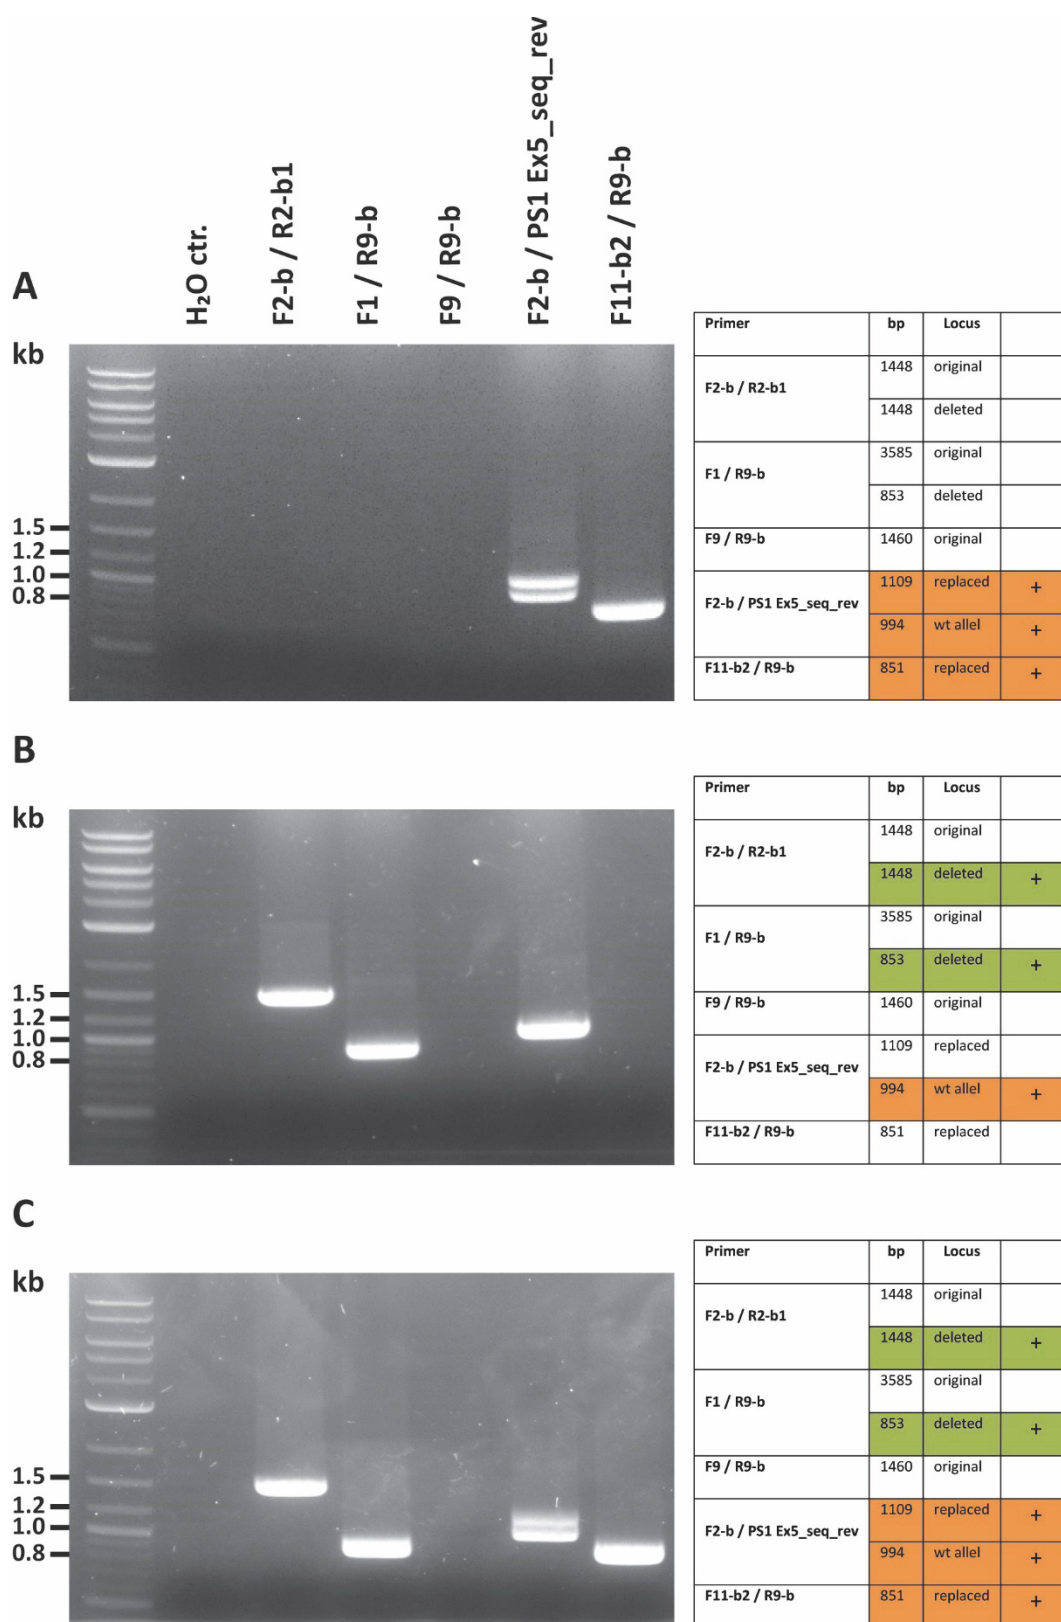 H₂O ctr.
F2-b / R2-b1
F1 / R9-b
F9 / R9-b
F2-b / PS1 Ex5_seq_rev
F11-b2 / R9-b
A
kb
1.5
1.2
1.0
0.8
Primer bp Locus
F2-b / R2-b1
1448 original
1448 deleted
F1 / R9-b
3585 original
853 deleted
F9 / R9-b 1460 original
F2-b / PS1 Ex5_seq_rev
1109 replaced +
994 wt allel +
F11-b2 / R9-b 851 replaced +
B
kb
1.5
1.2
1.0
0.8
Primer bp Locus
F2-b / R2-b1
1448 original
1448 deleted +
F1 / R9-b
3585 original
853 deleted +
F9 / R9-b 1460 original
F2-b / PS1 Ex5_seq_rev
1109 replaced
994 wt allel +
F11-b2 / R9-b 851 replaced
C
kb
1.5
1.2
1.0
0.8
Primer bp Locus
F2-b / R2-b1
1448 original
1448 deleted +
F1 / R9-b
3585 original
853 deleted +
F9 / R9-b 1460 original
F2-b / PS1 Ex5_seq_rev
1109 replaced +
994 wt allel +
F11-b2 / R9-b 851 replaced +